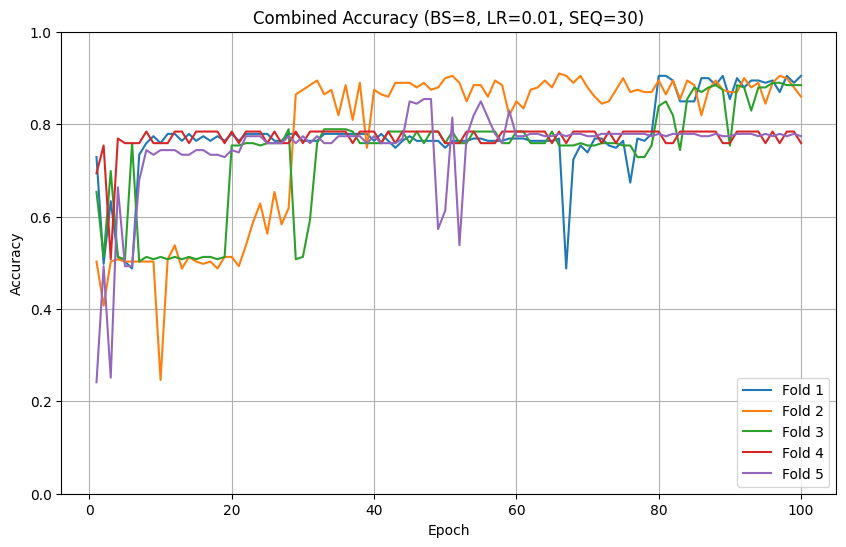 Combined Accuracy (BS=8, LR=0.01, SEQ=30)
1.0
0.8
0.6
0.4
0.2
0.0
Accuracy
0 20 40 60 80 100
Epoch
Fold 1
Fold 2
Fold 3
Fold 4
Fold 5